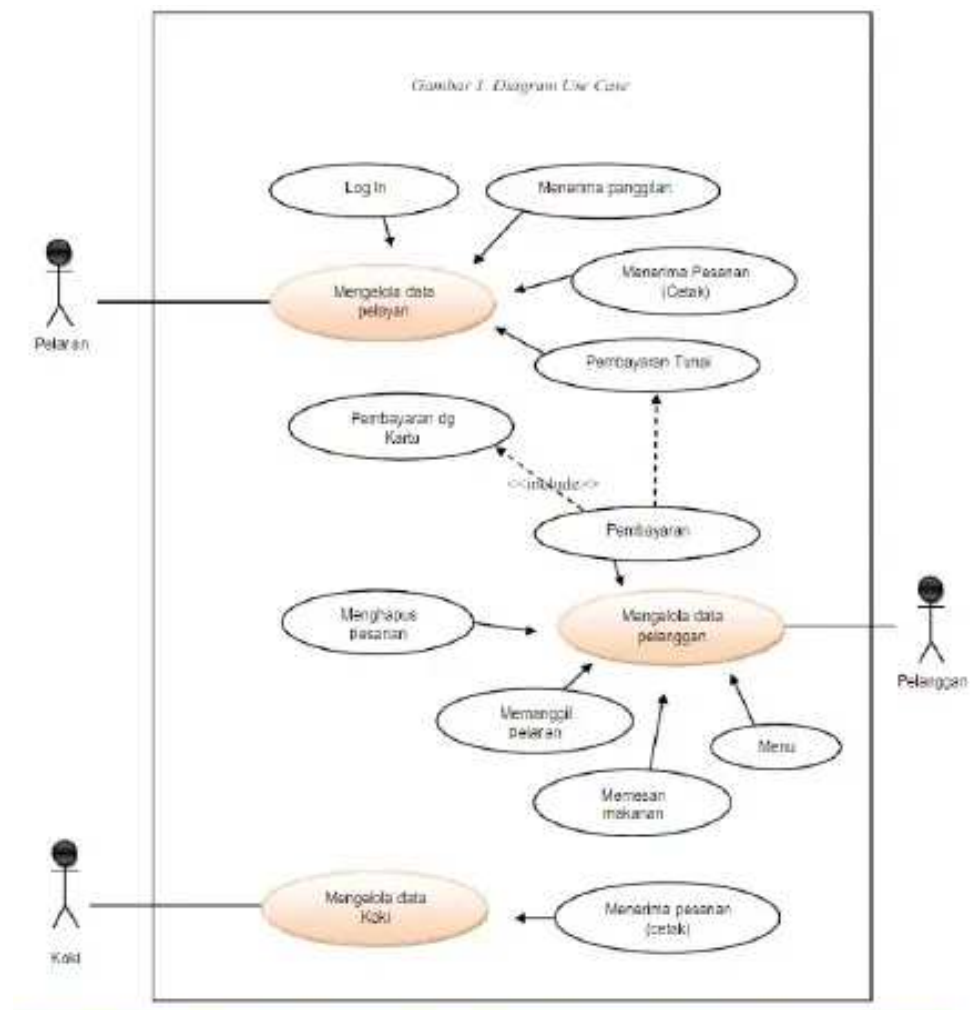 Gambar 1. Diagram Use Case
Log In
Menerima panggilan
Mengelola data
pelayan
Menerima Pesanan
(Cetak)
Pelaran
Pembayaran Tunai
Pembayaran dg
Kartu
<<include>>
Pembayaran
Menghapus
pesanan
Mengelola data
pelanggan
Pelanggan
Memanggil
pelaran
Menu
Memesan
makanan
Mengelola data
Koki
Menerima pesanan
(cetak)
Koki